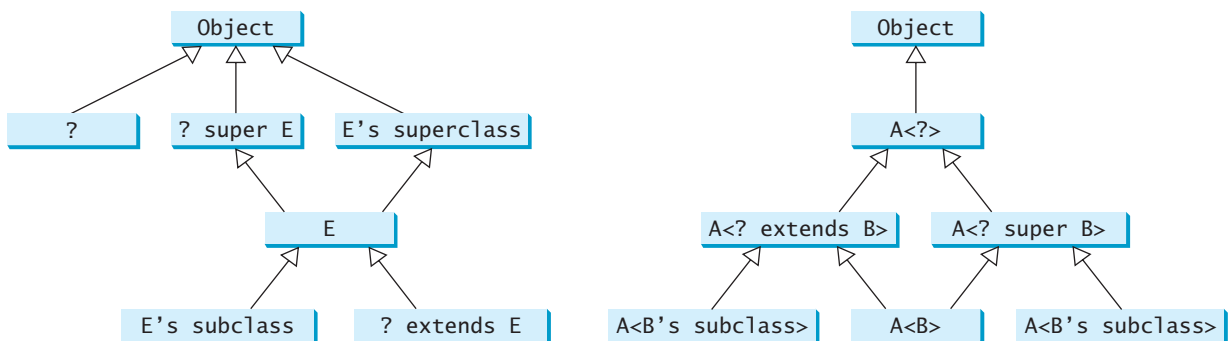 Object
Object
?
? super E
E's superclass
A<?>
E
A<? extends B>
A<? super B>
E's subclass
? extends E
A<B's subclass>
A<B>
A<B's subclass>